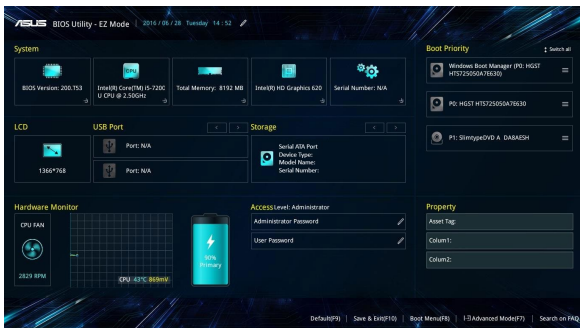 ASUS BIOS Utility - EZ Mode 2016 / 06 / 28 Tuesday 14 : 52
System
BIOS Version: 200.153
CPU
Intel(R) Core(TM) i5-7200
U CPU @ 2.50GHz
Total Memory: 8192 MB
Intel(R) HD Graphics 620
Serial Number: N/A
Boot Priority
Switch all
Windows Boot Manager (P0: HGST
HTS725050A7E630)
P0: HGST HTS725050A7E630
P1: SlimtypeDVD A DA8AESH
LCD
1366*768
USB Port
Port: N/A
Port: N/A
Storage
Serial ATA Port
Device Type:
Model Name:
Serial Number:
Hardware Monitor
CPU FAN
2829 RPM
CPU 43°C 869mV
90%
Primary
Access Level: Administrator
Administrator Password
User Password
Property
Asset Tag:
Colum1:
Colum2:
Default(F9) | Save & Exit(F10) | Boot Menu(F8) | Advanced Mode(F7) | Search on FAQ